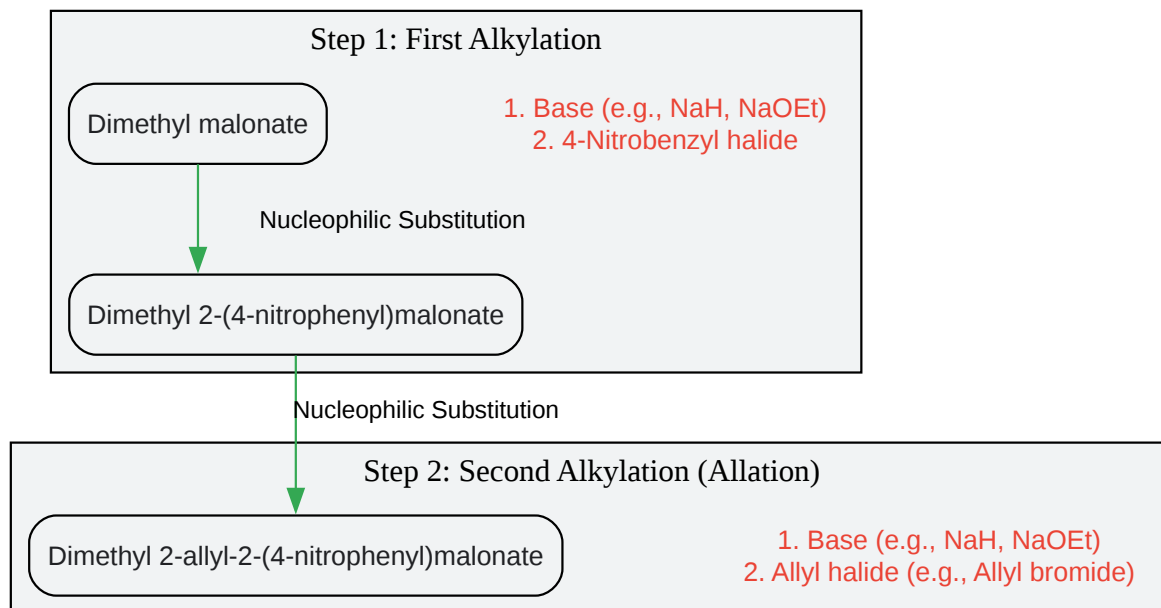 Step 1: First Alkylation
Dimethyl malonate
1. Base (e.g., NaH, NaOEt)
2. 4-Nitrobenzyl halide
Nucleophilic Substitution
Dimethyl 2-(4-nitrophenyl)malonate
Nucleophilic Substitution
Step 2: Second Alkylation (Allation)
Dimethyl 2-allyl-2-(4-nitrophenyl)malonate
1. Base (e.g., NaH, NaOEt)
2. Allyl halide (e.g., Allyl bromide)